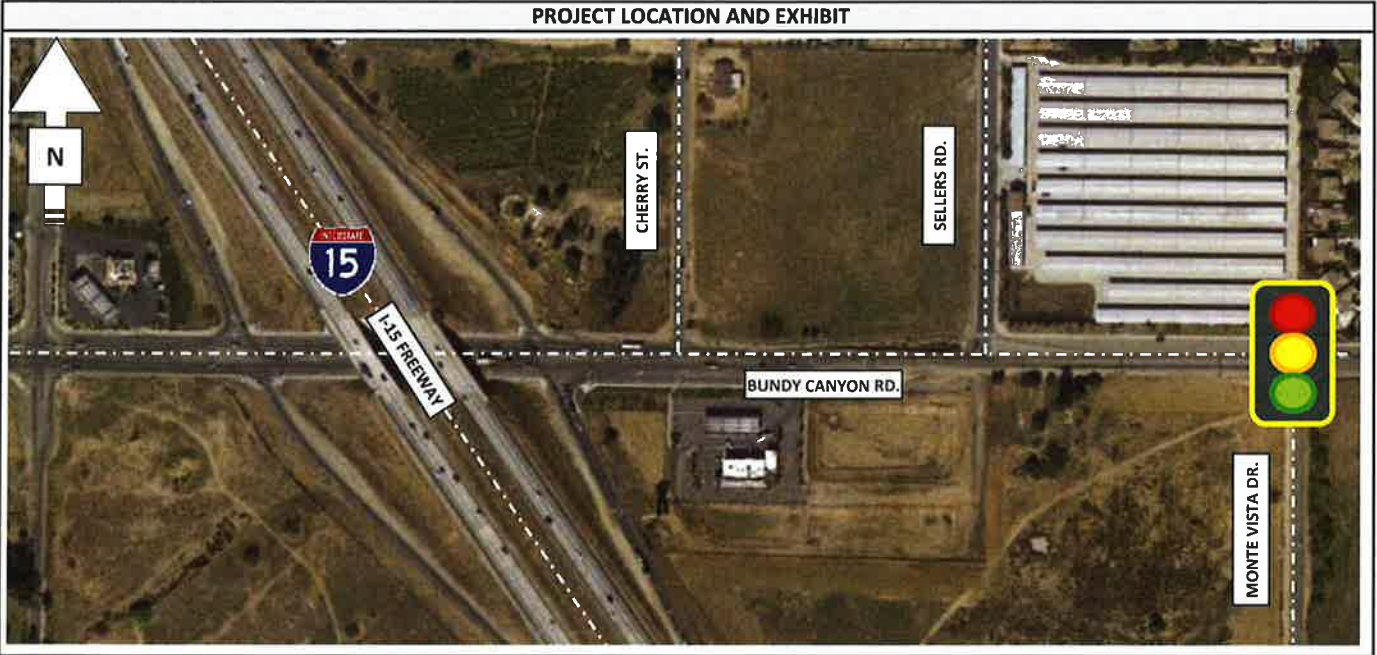 PROJECT LOCATION AND EXHIBIT
N
CHERRY ST.
SELLERS RD.
INTERSTATE
15
I-15 FREEWAY
BUNDY CANYON RD.
MONTE VISTA DR.